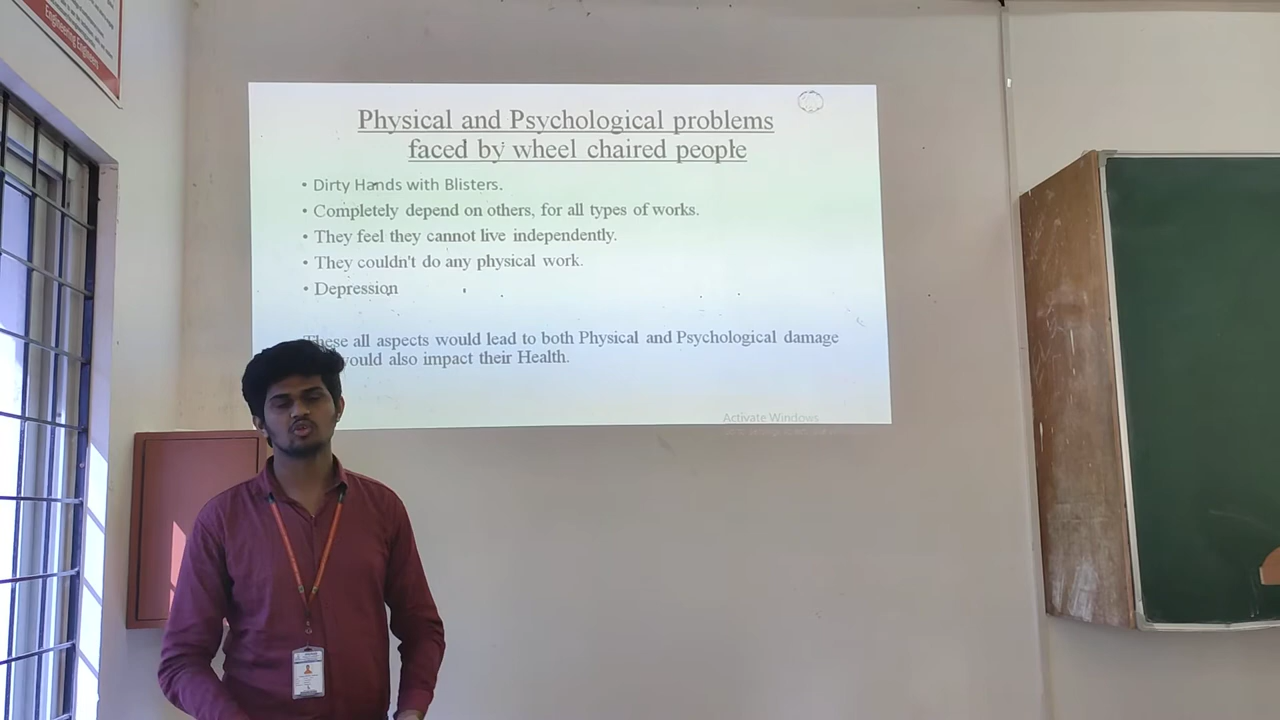 Engineering Engineers
Physical and Psychological problems
faced by wheel chaired people
• Dirty Hands with Blisters.
• Completely depend on others, for all types of works.
• They feel they cannot live independently.
• They couldn't do any physical work.
• Depression
These all aspects would lead to both Physical and Psychological damage
would also impact their Health.
Activate Windows